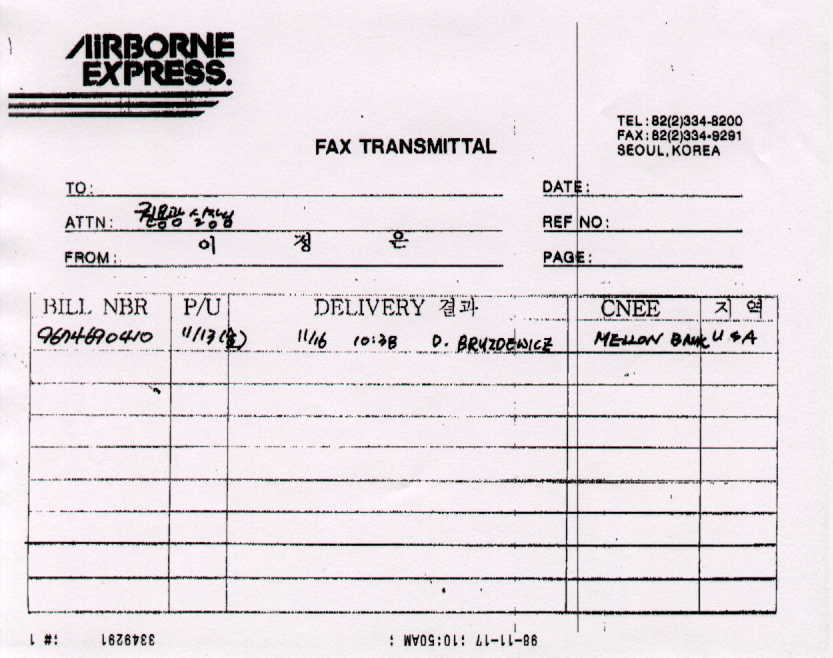 AIRBORNE
EXPRESS.
TEL: 82(2)334-8200
FAX: 82(2)334-9291
SEOUL, KOREA
FAX TRANSMITTAL
TO:
DATE:
ATTN:
REF NO:
FROM: 이 정 은
PAGE:
BILL NBR P/U DELIVERY 결과 CNEE 지 역
9674690410 11/13 11/16 10:38 D. BRUZDEWICZ MELLON BANK USA
98-11-17 ; 10:50AM ; 3349291 ;# 1